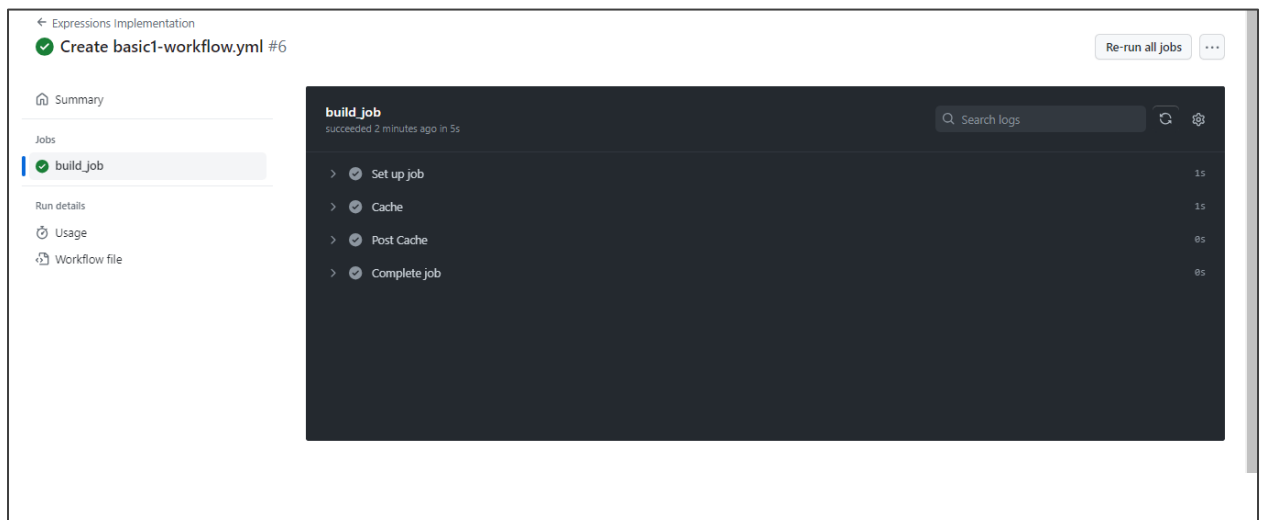 ← Expressions Implementation
Create basic1-workflow.yml #6
Re-run all jobs ···
Summary
Jobs
build_job
Run details
Usage
Workflow file
build_job
succeeded 2 minutes ago in 5s
Search logs
Set up job 1s
Cache 1s
Post Cache 0s
Complete job 0s